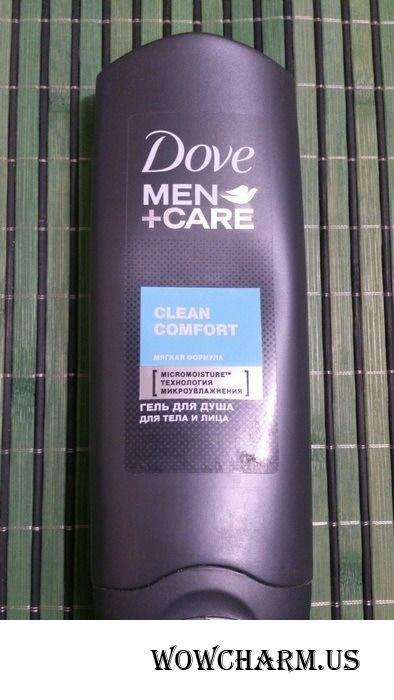 Dove
MEN
+CARE
CLEAN
COMFORT
МЯГКАЯ ФОРМУЛА
MICROMOISTURE™
ТЕХНОЛОГИЯ
МИКРОУВЛАЖНЕНИЯ
ГЕЛЬ ДЛЯ ДУША
ДЛЯ ТЕЛА И ЛИЦА
WOWCHARM.US